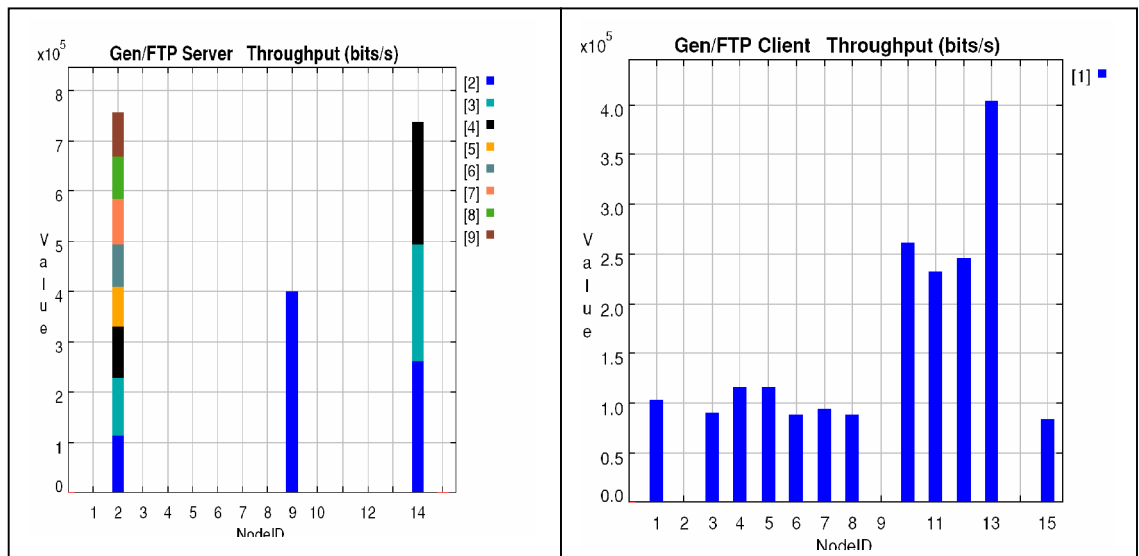 x10^5
Gen/FTP Server Throughput (bits/s)
8
7
6
5
4
3
2
1
0
Value
1 2 3 4 5 6 7 8 9 10 12 14
NodeID
[2]
[3]
[4]
[5]
[6]
[7]
[8]
[9]
x10^5
Gen/FTP Client Throughput (bits/s)
4.0
3.5
3.0
2.5
2.0
1.5
1.0
0.5
0.0
Value
1 2 3 4 5 6 7 8 9 11 13 15
NodeID
[1]